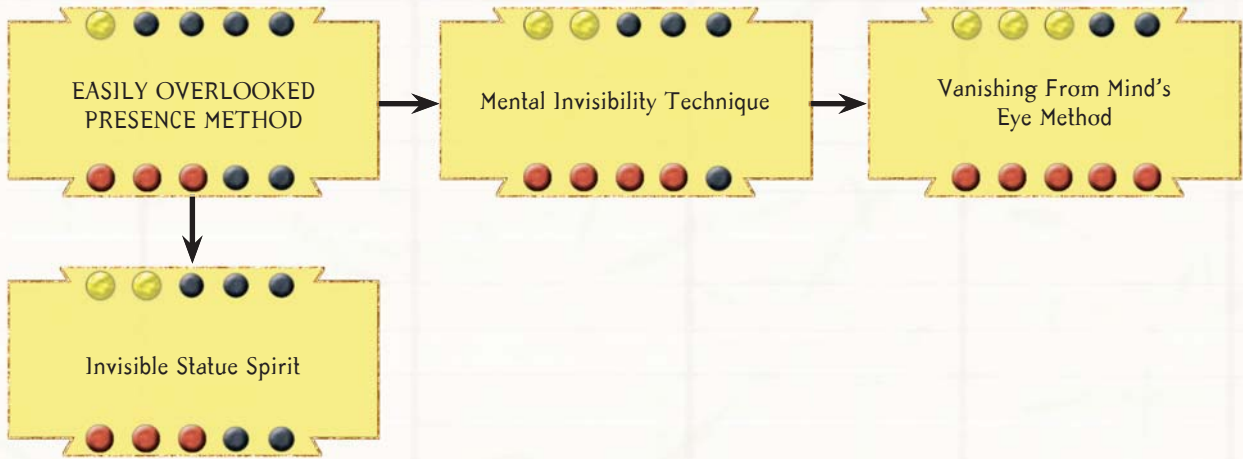 EASILY OVERLOOKED
PRESENCE METHOD
Mental Invisibility Technique
Vanishing From Mind's
Eye Method
Invisible Statue Spirit